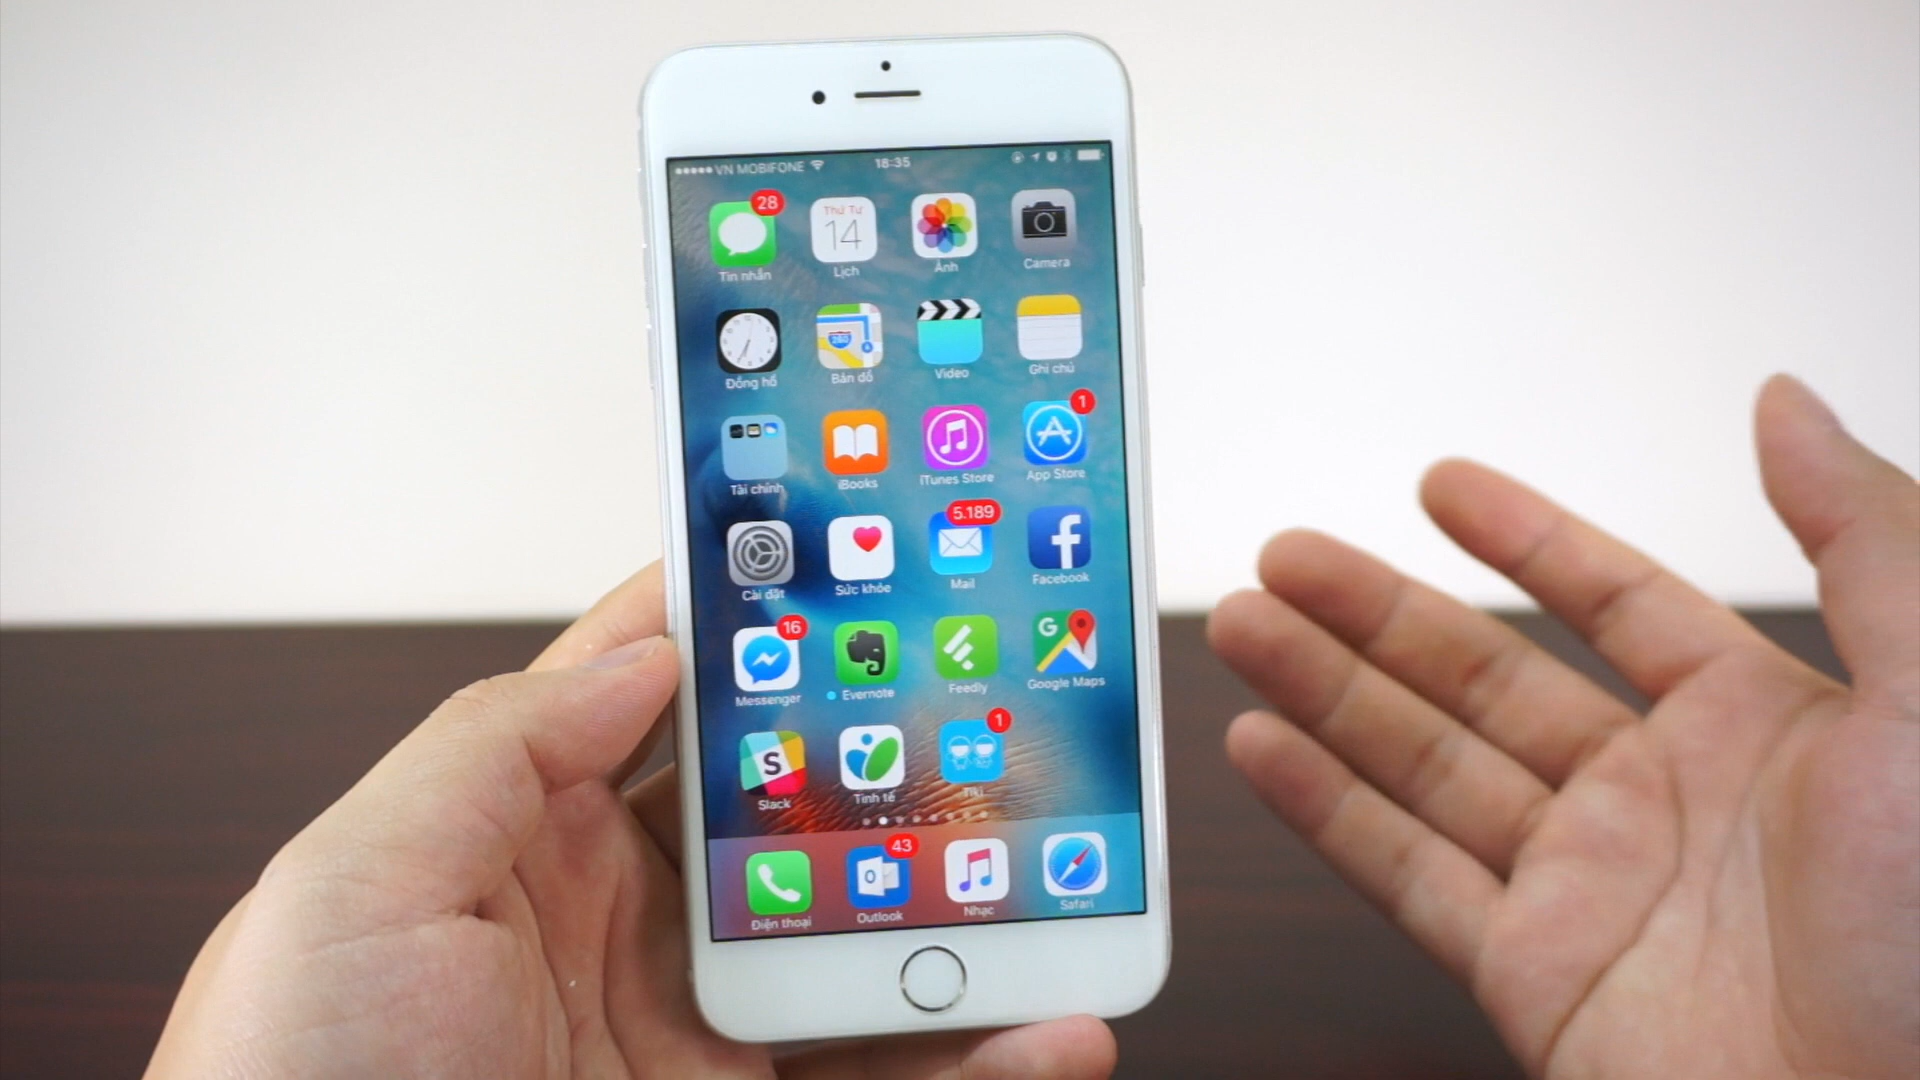 ●●●●● VN MOBIFONE 18:35
28
Thứ Tư
14
Tin nhắn Lịch Ảnh Camera
280
Đồng hồ Bản đồ Video Ghi chú
1
Tài chính iBooks iTunes Store App Store
5.189
Cài đặt Sức khỏe Mail Facebook
16 G
Messenger Evernote Feedly Google Maps
1
S
Slack Tinh tế Tiki
43
Điện thoại Outlook Nhạc Safari